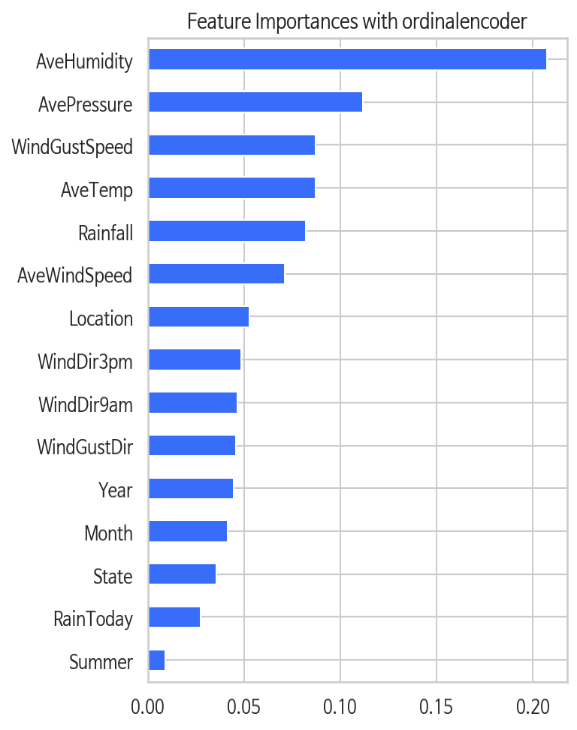 Feature Importances with ordinalencoder
AveHumidity
AvePressure
WindGustSpeed
AveTemp
Rainfall
AveWindSpeed
Location
WindDir3pm
WindDir9am
WindGustDir
Year
Month
State
RainToday
Summer
0.00 0.05 0.10 0.15 0.20